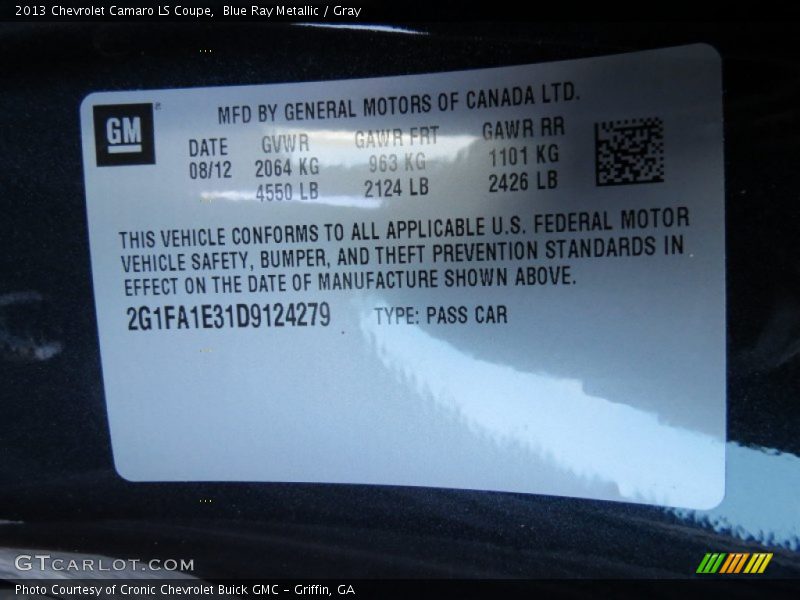 2013 Chevrolet Camaro LS Coupe,  Blue Ray Metallic / Gray
GM
MFD BY GENERAL MOTORS OF CANADA LTD.
DATE GVWR GAWR FRT GAWR RR
08/12 2064 KG 963 KG 1101 KG
4550 LB 2124 LB 2426 LB
THIS VEHICLE CONFORMS TO ALL APPLICABLE U.S. FEDERAL MOTOR
VEHICLE SAFETY, BUMPER, AND THEFT PREVENTION STANDARDS IN
EFFECT ON THE DATE OF MANUFACTURE SHOWN ABOVE.
2G1FA1E31D9124279 TYPE: PASS CAR
GTCARLOT.COM
Photo Courtesy of Cronic Chevrolet Buick GMC – Griffin, GA